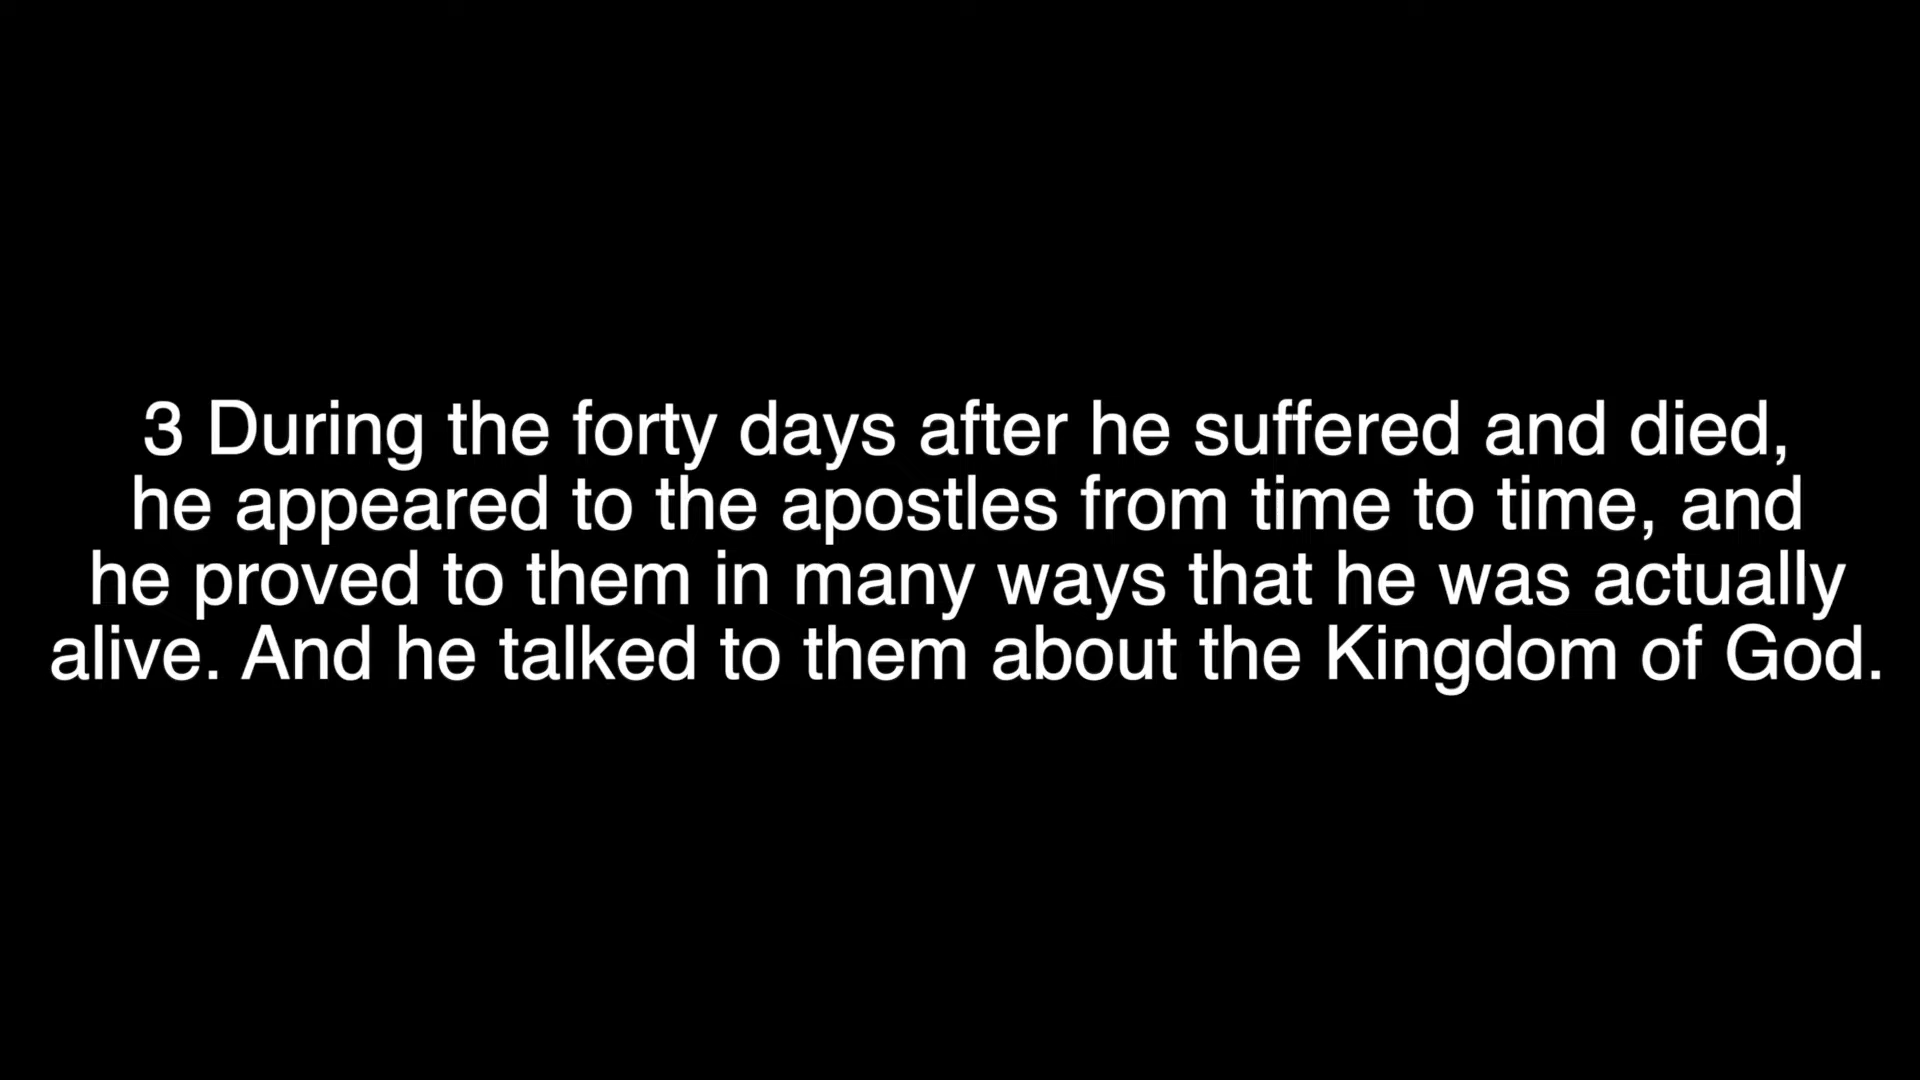 3 During the forty days after he suffered and died,
he appeared to the apostles from time to time, and
he proved to them in many ways that he was actually
alive. And he talked to them about the Kingdom of God.